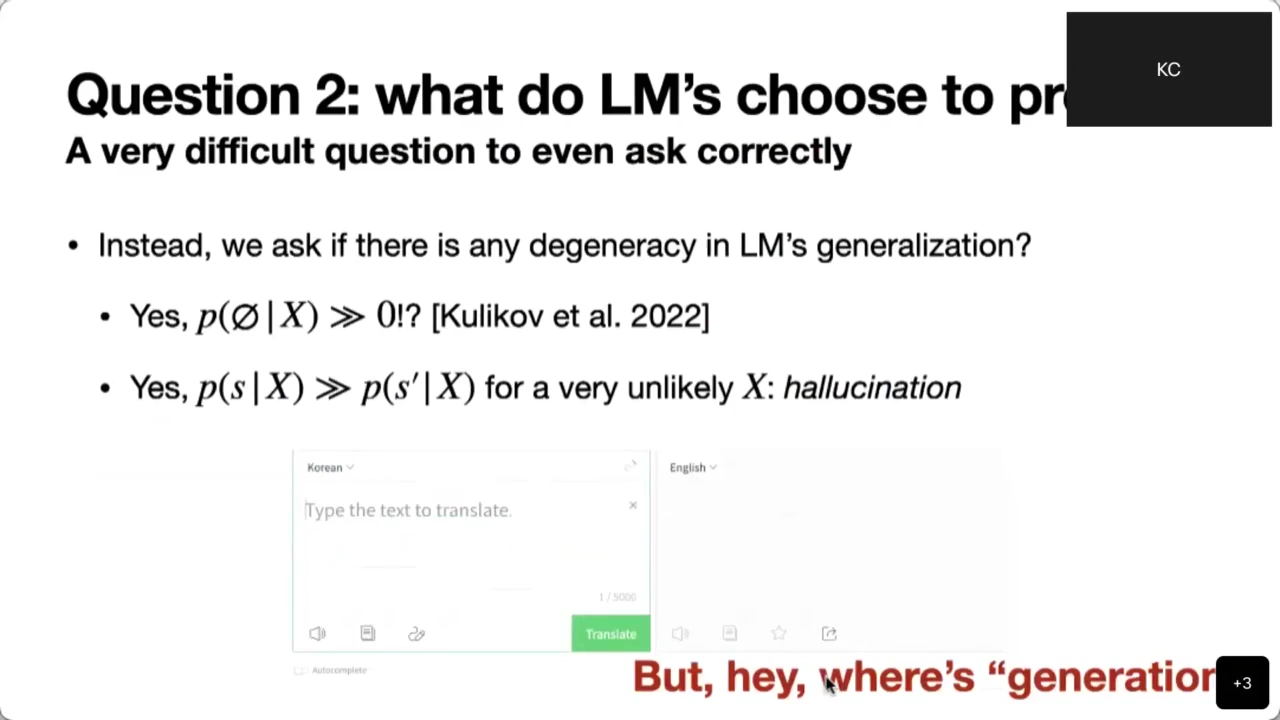 KC
Question 2: what do LM's choose to
A very difficult question to even ask correctly
• Instead, we ask if there is any degeneracy in LM's generalization?
• Yes, p(∅|X) ≫ 0!? [Kulikov et al. 2022]
• Yes, p(s|X) ≫ p(s′|X) for a very unlikely X: hallucination
Korean
English
Type the text to translate.
1 / 5000
Translate
Autocomplete
But, hey, where's “generation
+3